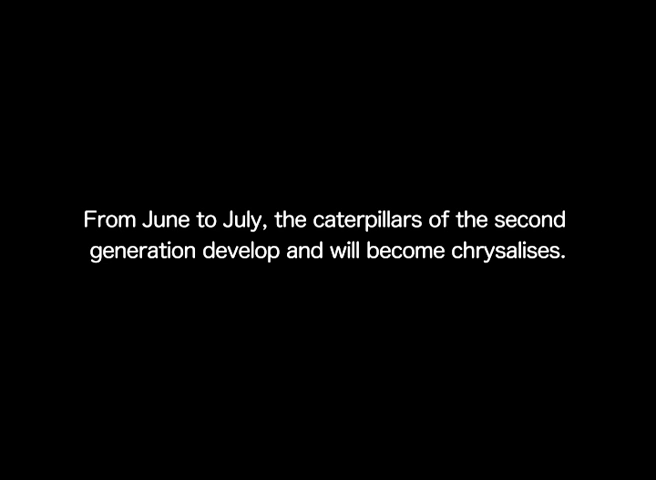 From June to July, the caterpillars of the second
generation develop and will become chrysalises.